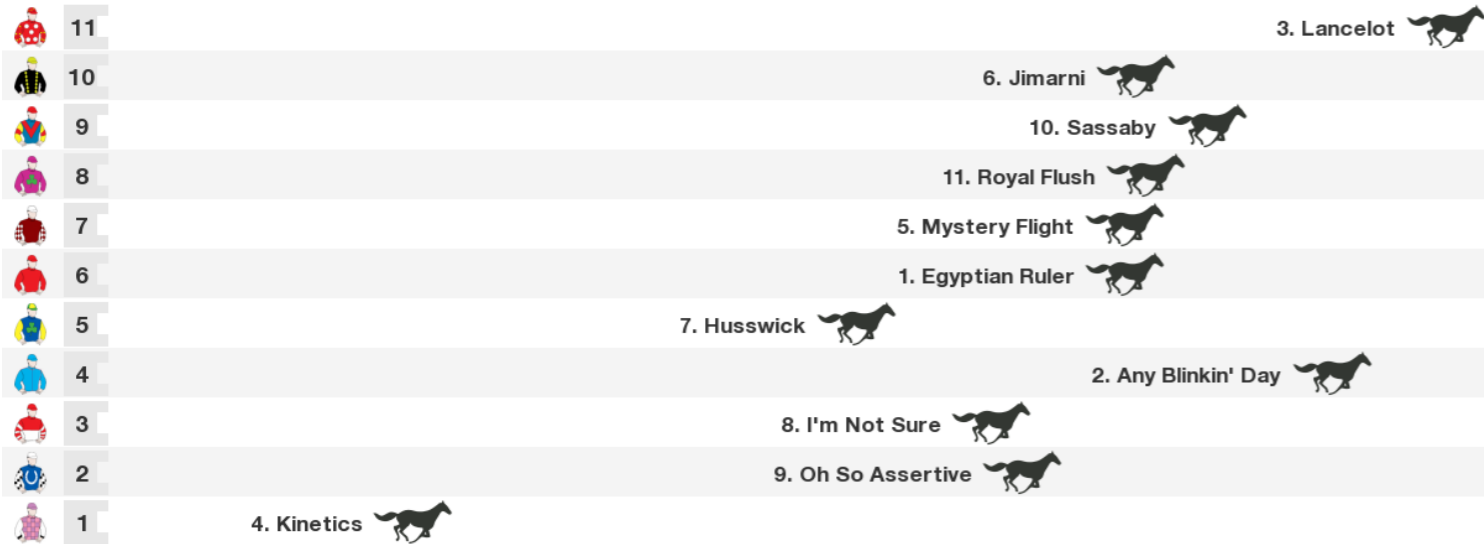 11 3. Lancelot
10 6. Jimarni
9 10. Sassaby
8 11. Royal Flush
7 5. Mystery Flight
6 1. Egyptian Ruler
5 7. Husswick
4 2. Any Blinkin' Day
3 8. I'm Not Sure
2 9. Oh So Assertive
1 4. Kinetics